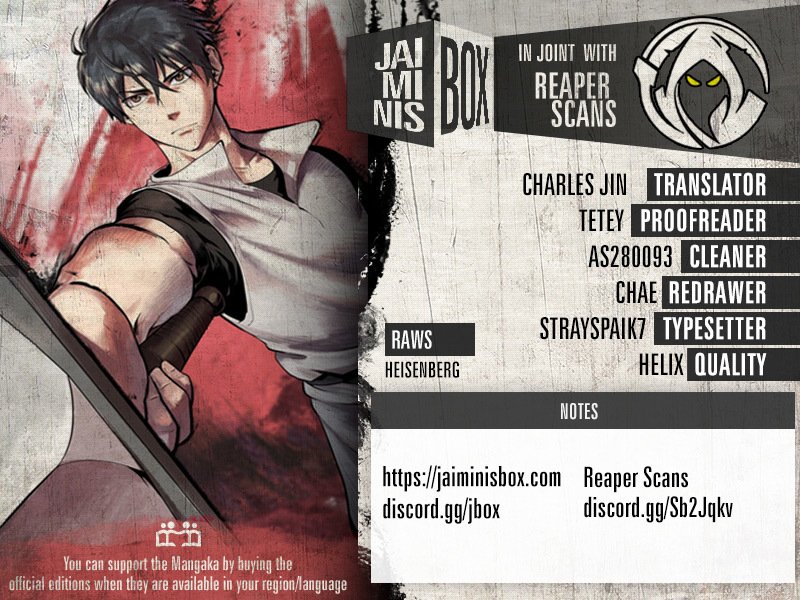 JAI
MI
NIS
BOX
IN JOINT WITH
REAPER
SCANS
CHARLES JIN TRANSLATOR
TETEY PROOFREADER
AS280093 CLEANER
CHAE REDRAWER
STRAYSPAIK7 TYPESETTER
HELIX QUALITY
RAWS
HEISENBERG
NOTES
https://jaiminisbox.com
discord.gg/jbox
Reaper Scans
discord.gg/Sb2Jqkv
You can support the Mangaka by buying the
official editions when they are available in your region/language